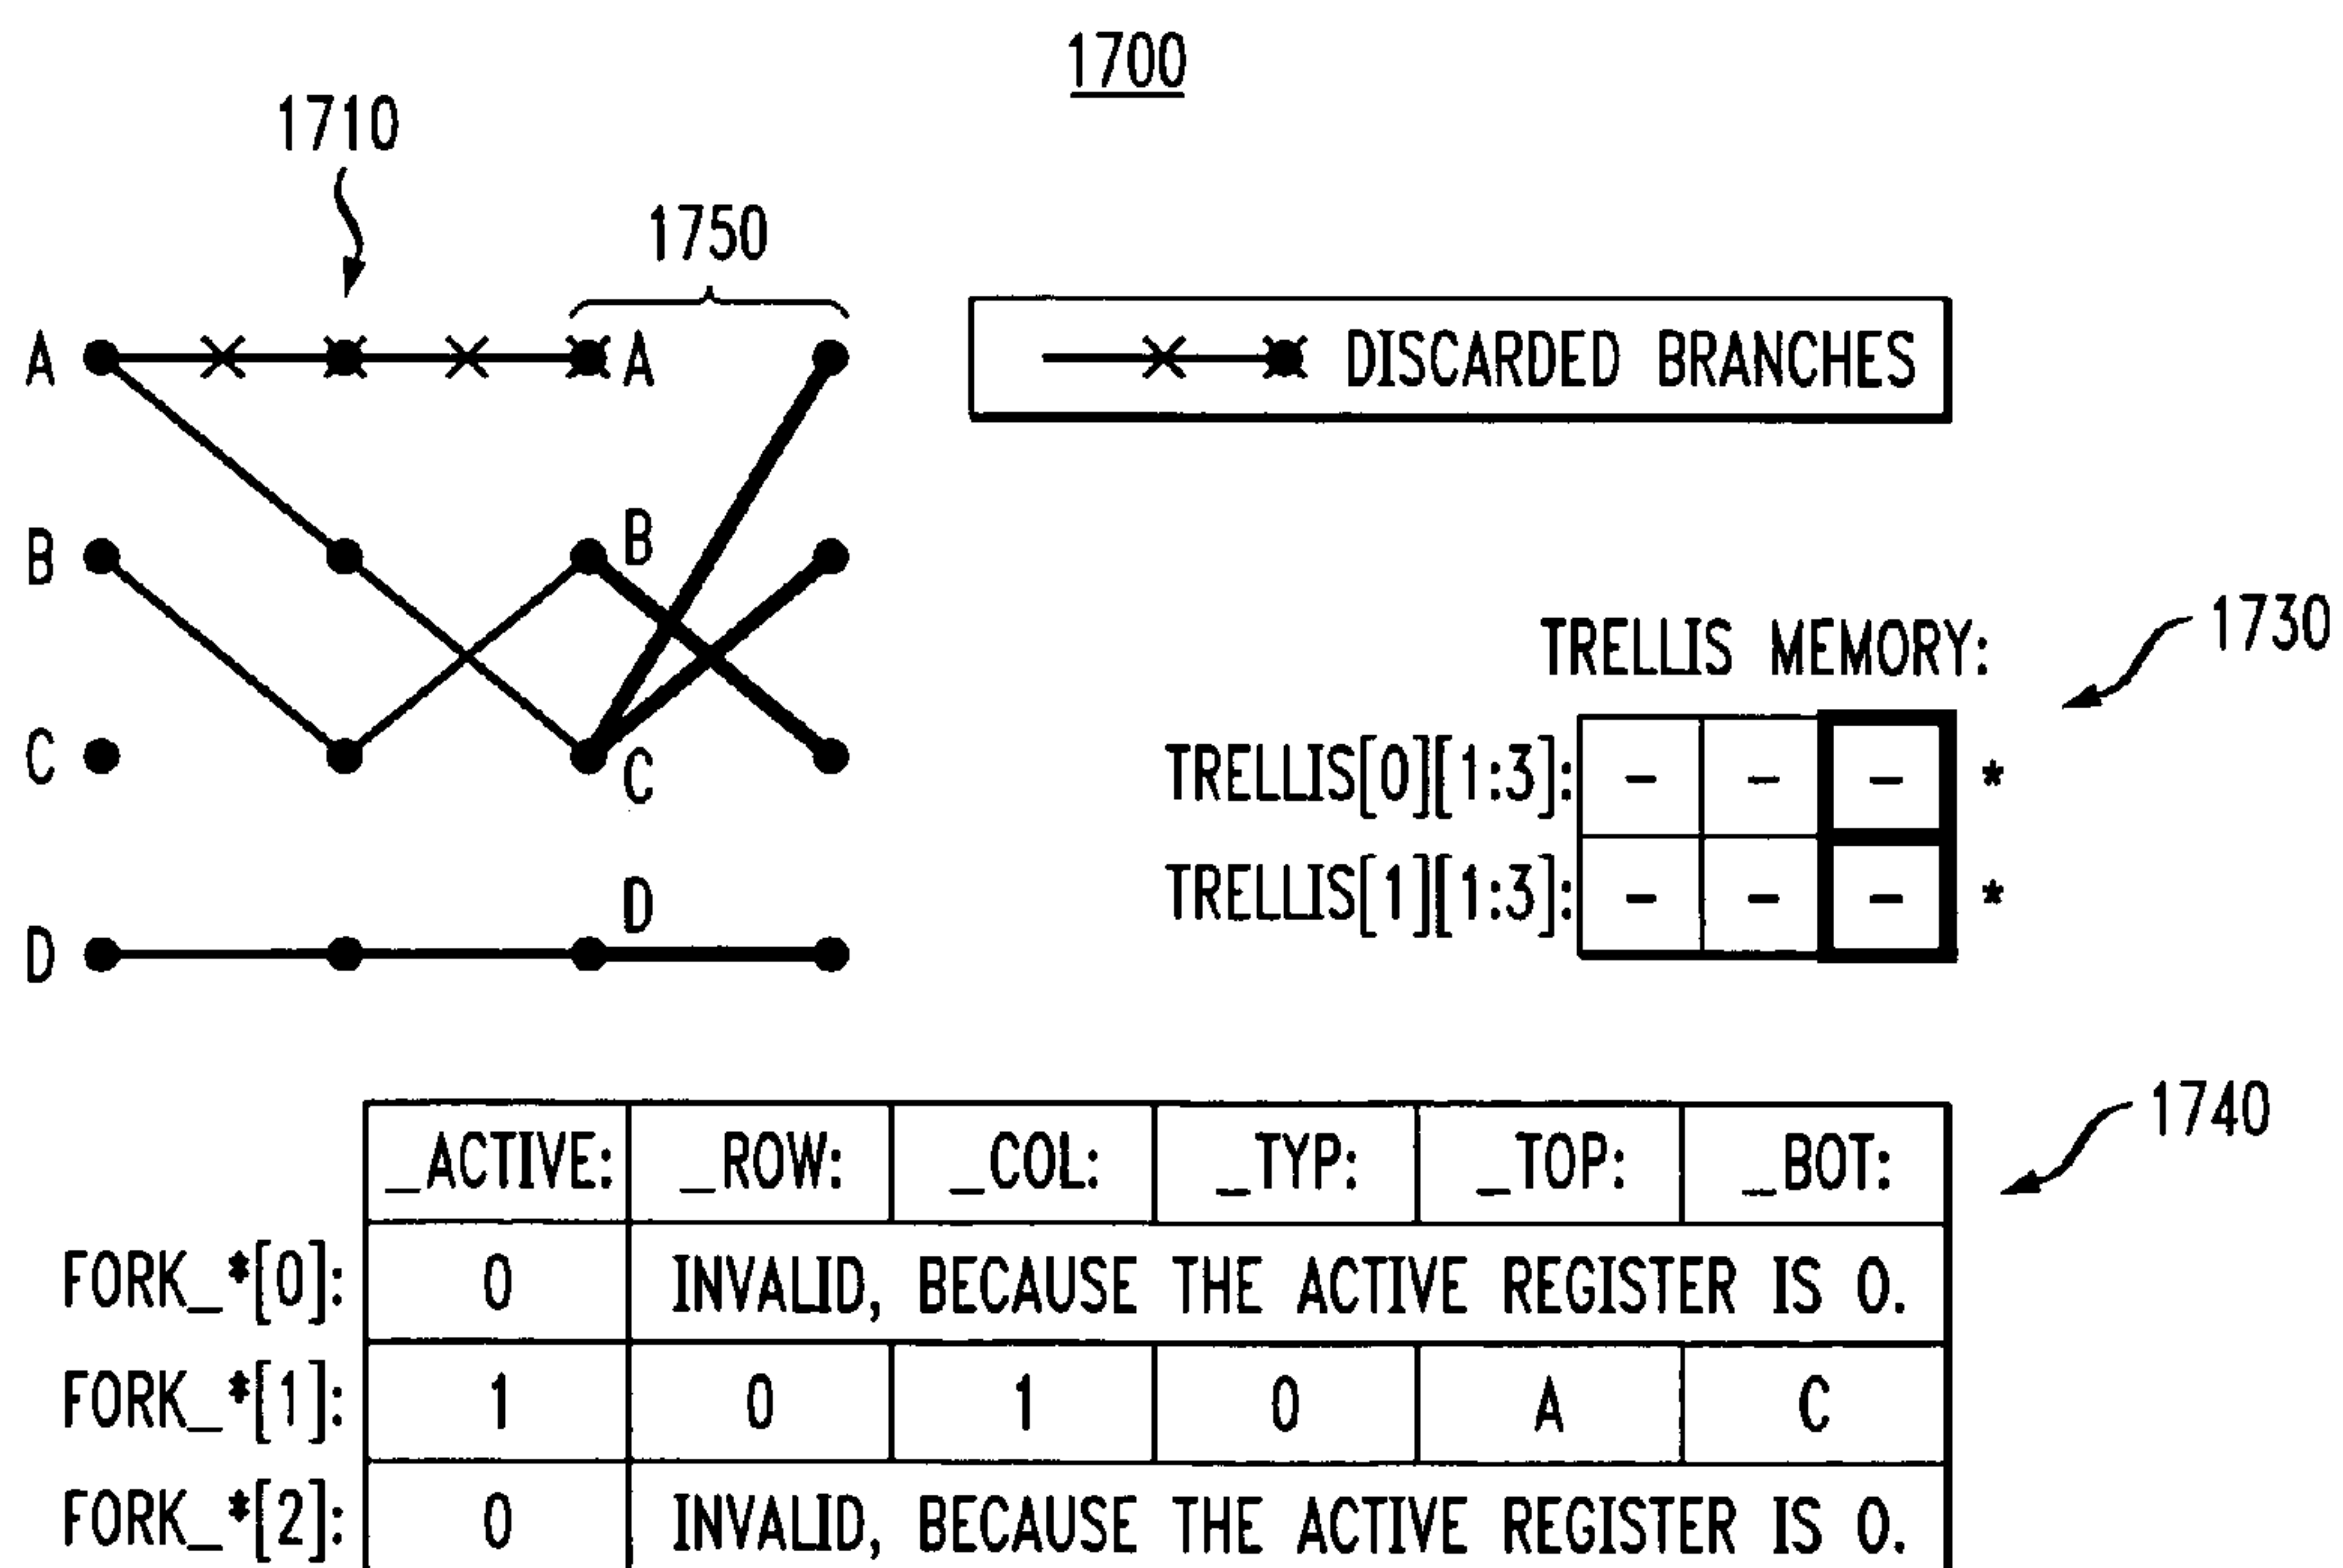 1700
1710
1750
A
A
DISCARDED BRANCHES
B
B
TRELLIS MEMORY:
1730
C
C
TRELLIS[0][1:3]:
-
-
-
*
TRELLIS[1][1:3]:
-
-
-
*
D
D
1740
_ACTIVE: _ROW: _COL: _TYP: _TOP: _BOT:
FORK_*[0]: 0 INVALID, BECAUSE THE ACTIVE REGISTER IS 0.
FORK_*[1]: 1 0 1 0 A C
FORK_*[2]: 0 INVALID, BECAUSE THE ACTIVE REGISTER IS 0.